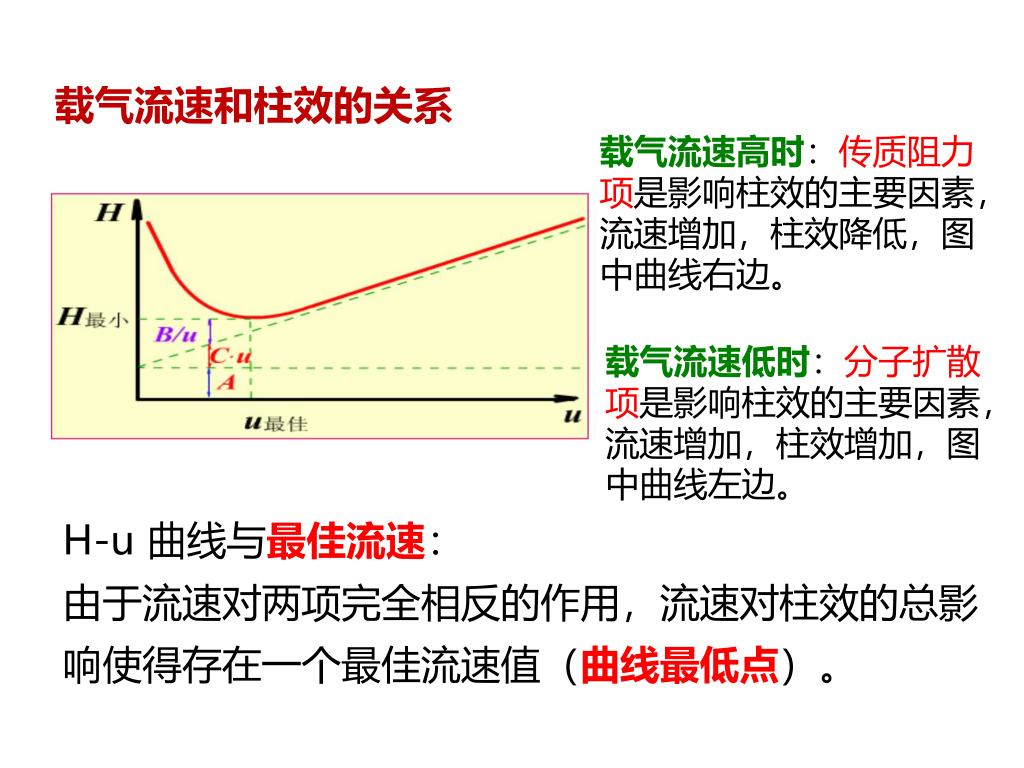 载气流速和柱效的关系
载气流速高时：传质阻力
项是影响柱效的主要因素，
流速增加，柱效降低，图
中曲线右边。
H
H最小
B/u
C·u
A
u最佳
u
载气流速低时：分子扩散
项是影响柱效的主要因素，
流速增加，柱效增加，图
中曲线左边。
H-u 曲线与最佳流速：
由于流速对两项完全相反的作用，流速对柱效的总影
响使得存在一个最佳流速值（曲线最低点）。